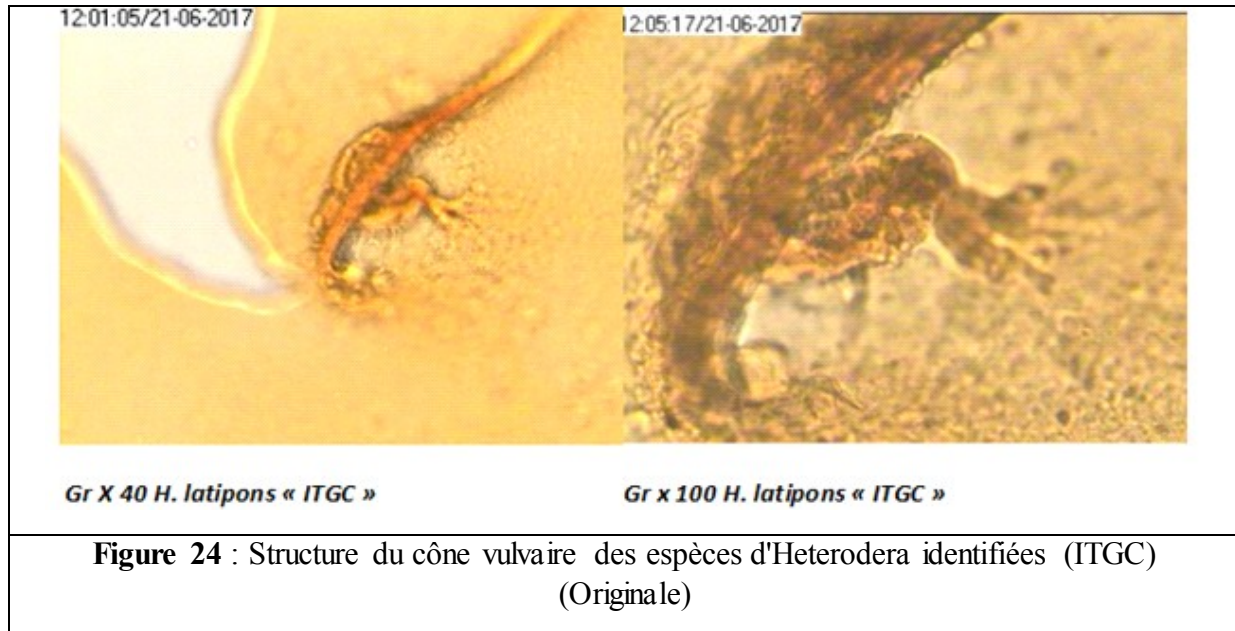 12:01:05/21-06-2017
12:05:17/21-06-2017
Gr X 40 H. latipons « ITGC »
Gr x 100 H. latipons « ITGC »
Figure 24 : Structure du cône vulvaire des espèces d'Heterodera identifiées (ITGC)
(Originale)